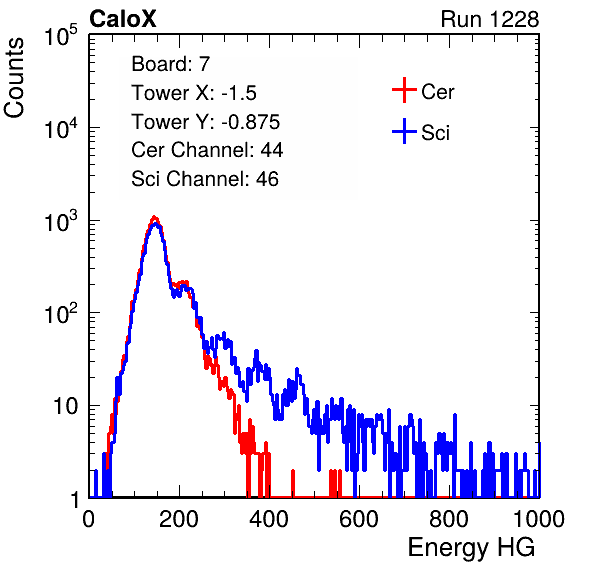 CaloX Run 1228
Counts
Board: 7
Tower X: -1.5
Tower Y: -0.875
Cer Channel: 44
Sci Channel: 46
Cer
Sci
10^5
10^4
10^3
10^2
10
1
0 200 400 600 800 1000
Energy HG